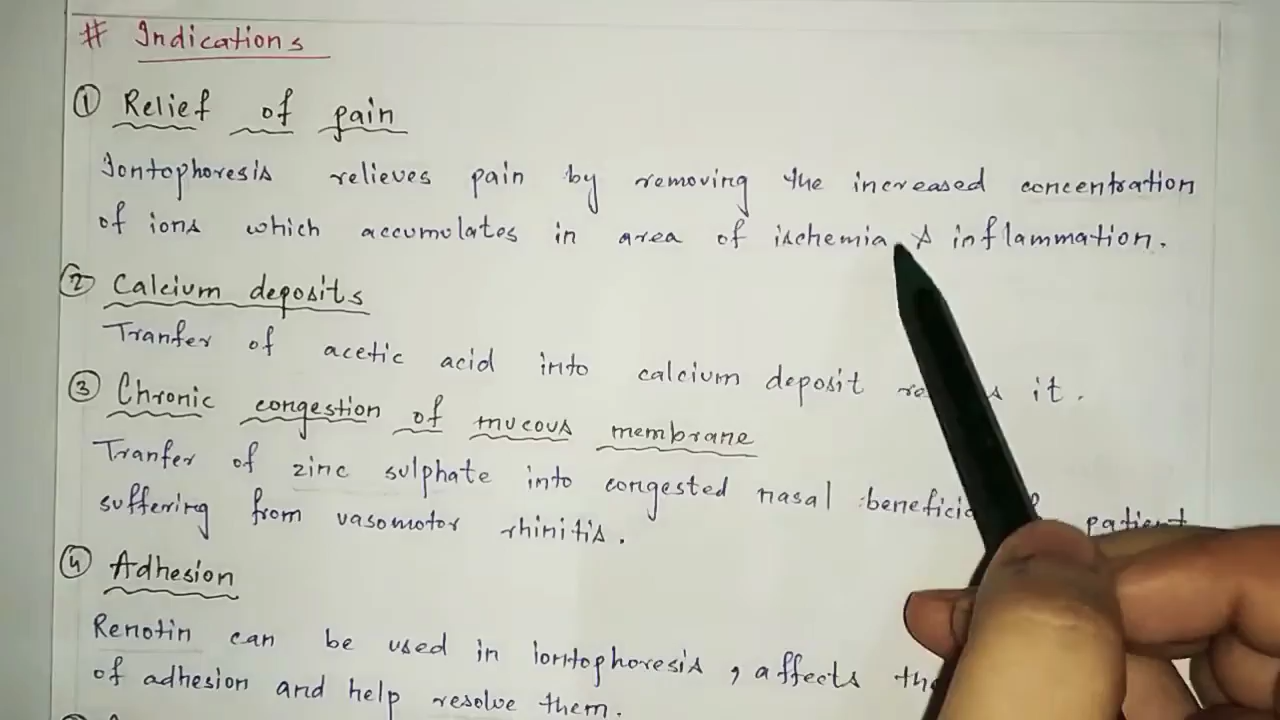 # Indications
① Relief of pain
Iontophoresis relieves pain by removing the increased concentration
of ions which accumulates in area of ischemia & inflammation.
② Calcium deposits
Tranfer of acetic acid into calcium deposit it.
③ Chronic congestion of mucous membrane
Tranfer of zinc sulphate into congested nasal patient
suffering from vasomotor rhinitis.
④ Adhesion
Renotin can be used in iontophoresis, affects
of adhesion and help resolve them.